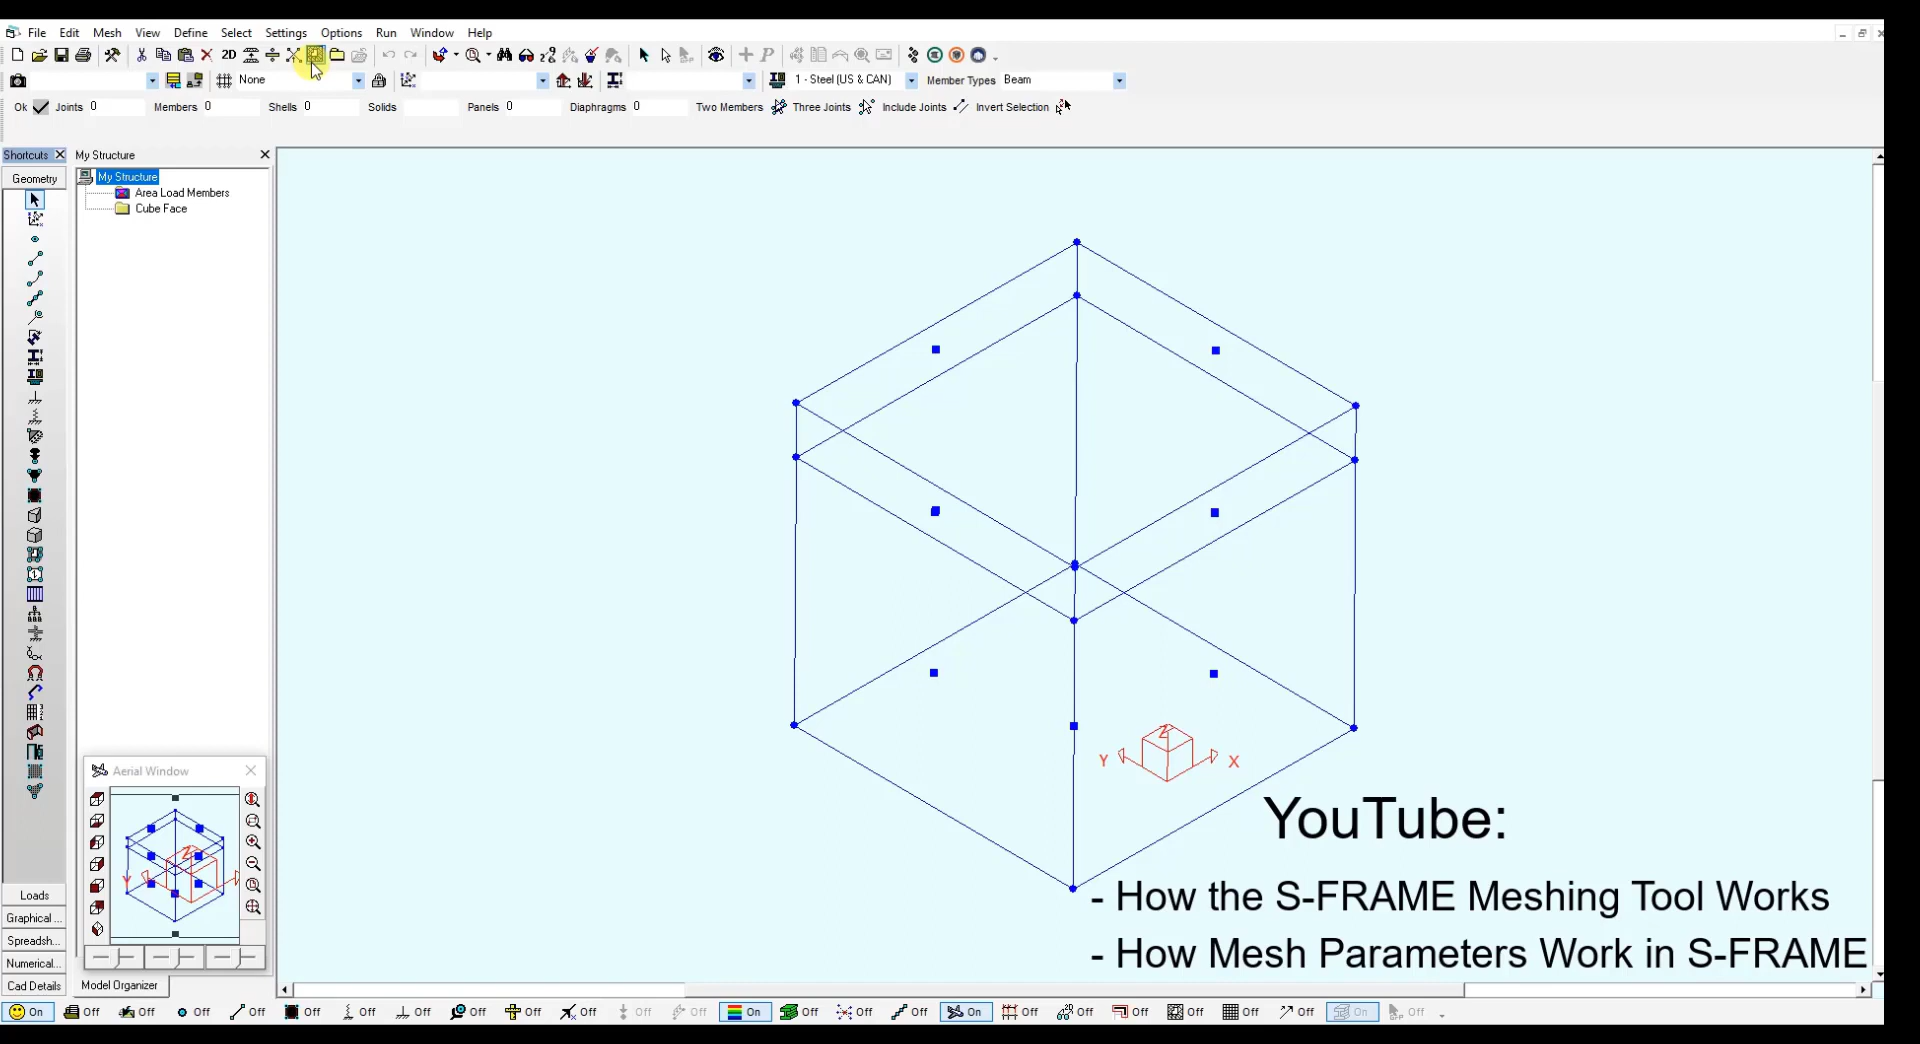 File Edit Mesh View Define Select Settings Options Run Window Help
2D
None 1 - Steel (US & CAN) Member Types Beam
Ok Joints 0 Members 0 Shells 0 Solids Panels 0 Diaphragms 0 Two Members Three Joints Include Joints Invert Selection
Shortcuts My Structure
Geometry
My Structure
Area Load Members
Cube Face
Z
Y X
Aerial Window
Z
Y
YouTube:
- How the S-FRAME Meshing Tool Works
- How Mesh Parameters Work in S-FRAME
Loads
Graphical ...
Spreadsh...
Numerical...
Cad Details
Model Organizer
On Off Off Off Off Off Off Off Off Off Off Off Off On Off Off Off On Off Off Off Off Off Off On Off